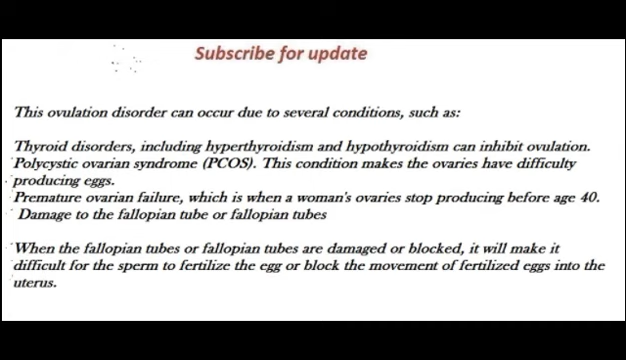 Subscribe for update
This ovulation disorder can occur due to several conditions, such as:
Thyroid disorders, including hyperthyroidism and hypothyroidism can inhibit ovulation.
Polycystic ovarian syndrome (PCOS). This condition makes the ovaries have difficulty
producing eggs.
Premature ovarian failure, which is when a woman's ovaries stop producing before age 40.
Damage to the fallopian tube or fallopian tubes
When the fallopian tubes or fallopian tubes are damaged or blocked, it will make it
difficult for the sperm to fertilize the egg or block the movement of fertilized eggs into the
uterus.